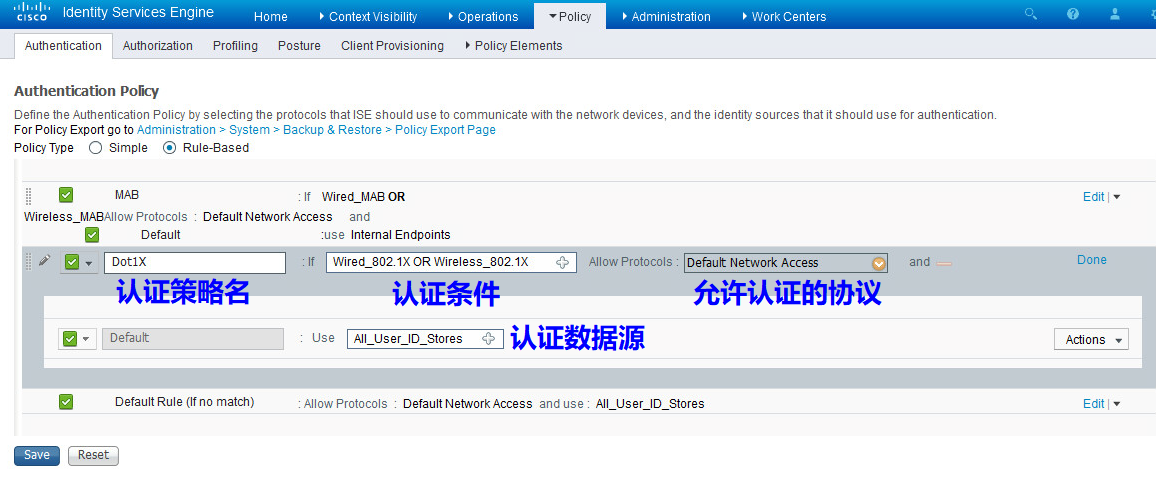 CISCO Identity Services Engine Home Context Visibility Operations Policy Administration Work Centers
Authentication Authorization Profiling Posture Client Provisioning Policy Elements
Authentication Policy
Define the Authentication Policy by selecting the protocols that ISE should use to communicate with the network devices, and the identity sources that it should use for authentication.
For Policy Export go to Administration > System > Backup & Restore > Policy Export Page
Policy Type Simple Rule-Based
MAB : If Wired_MAB OR Edit |
Wireless_MAB Allow Protocols : Default Network Access and
Default :use Internal Endpoints
Dot1X : If Wired_802.1X OR Wireless_802.1X Allow Protocols : Default Network Access and Done
认证策略名 认证条件 允许认证的协议
Default : Use All_User_ID_Stores 认证数据源 Actions
Default Rule (If no match) : Allow Protocols : Default Network Access and use : All_User_ID_Stores Edit |
Save Reset